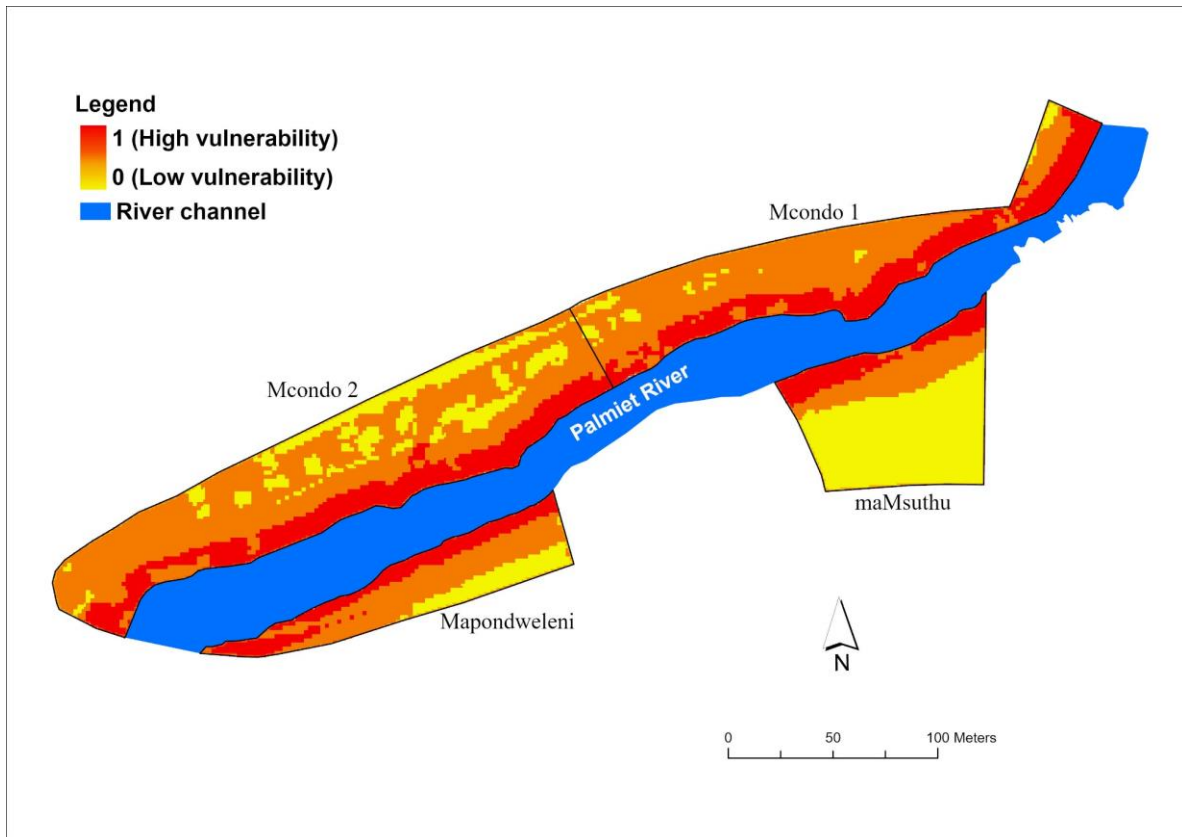 Legend
1 (High vulnerability)
0 (Low vulnerability)
River channel
Mcondo 1
Mcondo 2
Palmiet River
maMsuthu
Mapondweleni
N
0 50 100 Meters